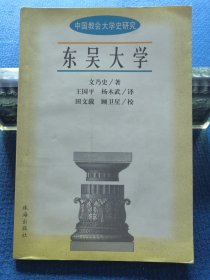 中国教会大学史研究
东吴大学
文乃史／著
王国平　杨木武／译
田文载　顾卫星／校
珠海出版社